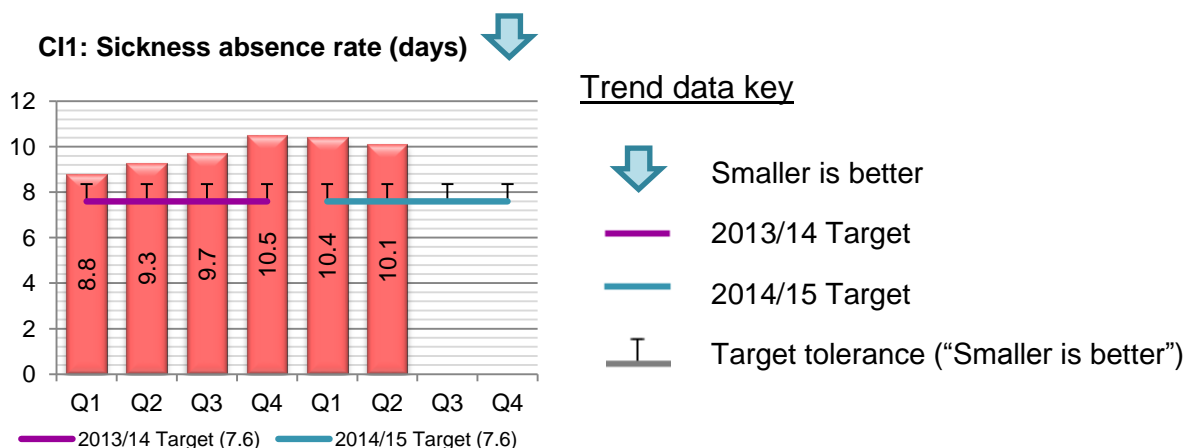 CI1: Sickness absence rate (days)
12
10
8
6
4
2
0
8.8
9.3
9.7
10.5
10.4
10.1
Q1 Q2 Q3 Q4 Q1 Q2 Q3 Q4
2013/14 Target (7.6) 2014/15 Target (7.6)
Trend data key
Smaller is better
2013/14 Target
2014/15 Target
Target tolerance (“Smaller is better”)